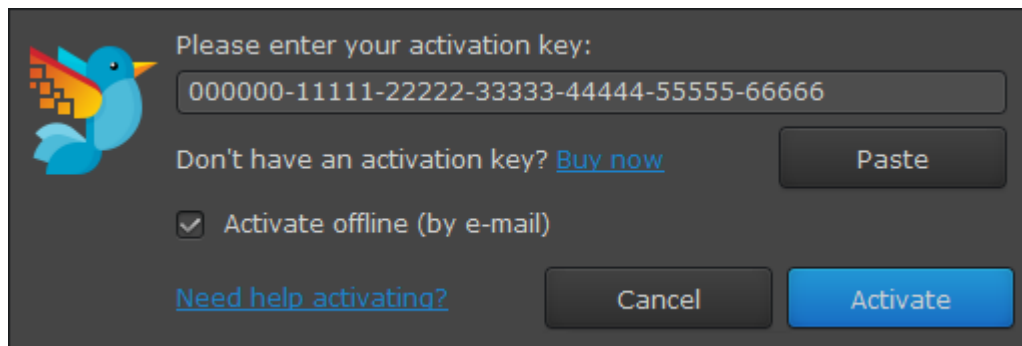 Please enter your activation key:
000000-11111-22222-33333-44444-55555-66666
Don't have an activation key? Buy now
Paste
Activate offline (by e-mail)
Need help activating?
Cancel
Activate